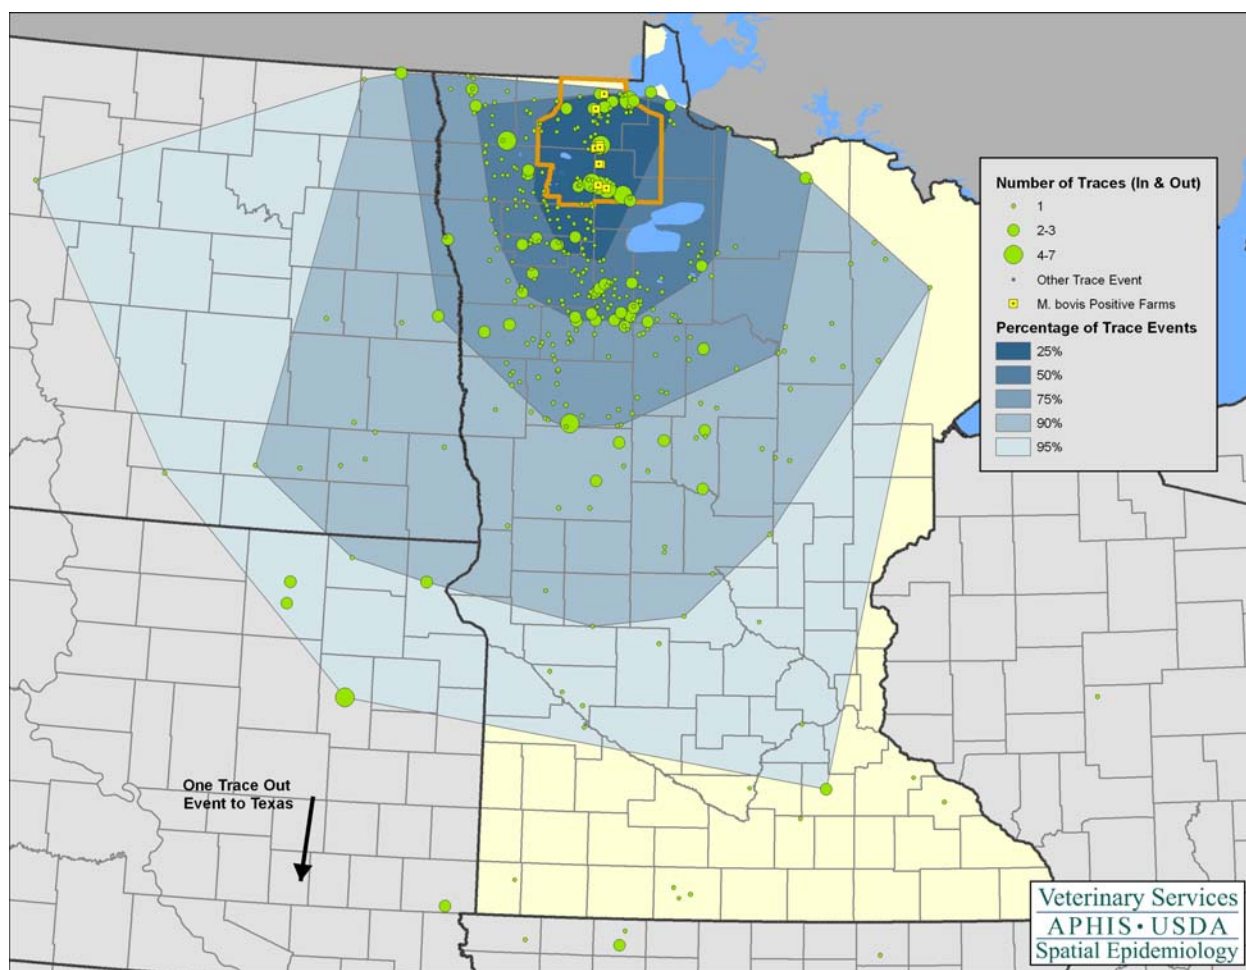 Number of Traces (In & Out)
1
2-3
4-7
Other Trace Event
M. bovis Positive Farms
Percentage of Trace Events
25%
50%
75%
90%
95%
One Trace Out
Event to Texas
Veterinary Services
APHIS • USDA
Spatial Epidemiology